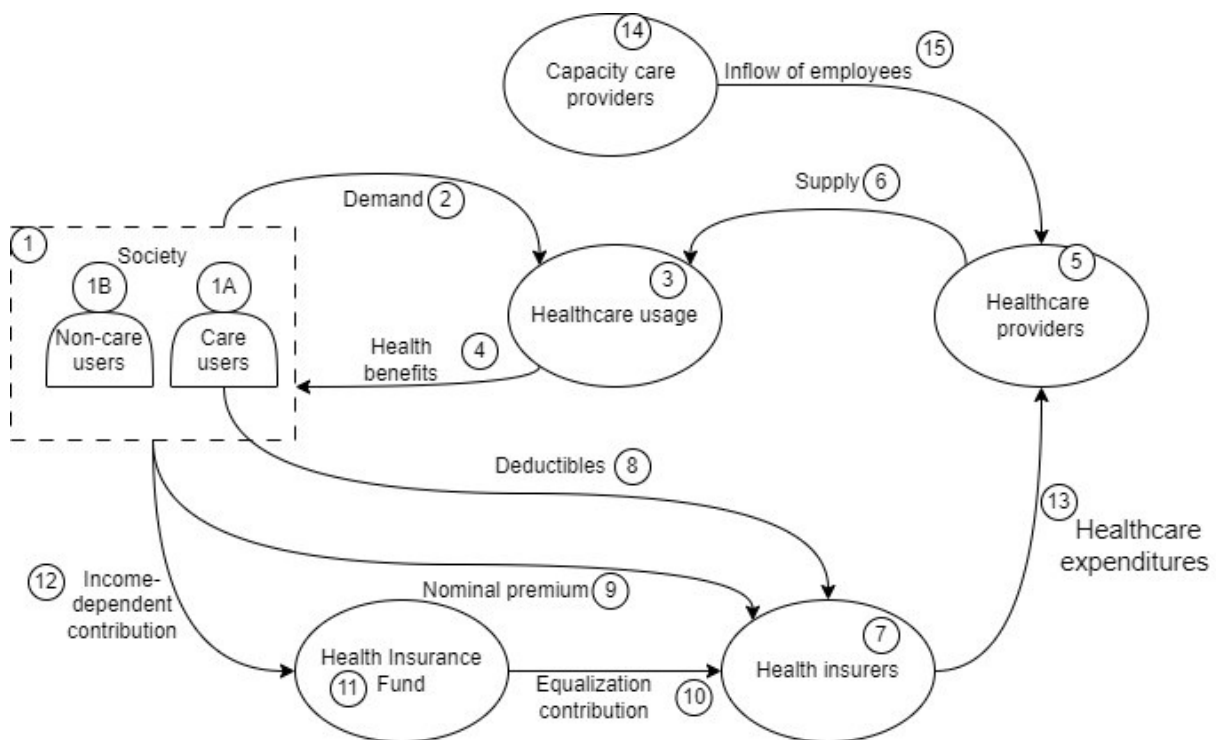 14
15
Capacity care
providers
Inflow of employees
Supply 6
Demand 2
1
Society
1B
1A
3
5
Non-care
users
Care
users
Healthcare usage
Healthcare
providers
Health
benefits
4
Deductibles 8
13
Healthcare
expenditures
12
Income-
dependent
contribution
Nominal premium 9
7
Health Insurance
Fund
11
Health insurers
Equalization
contribution
10